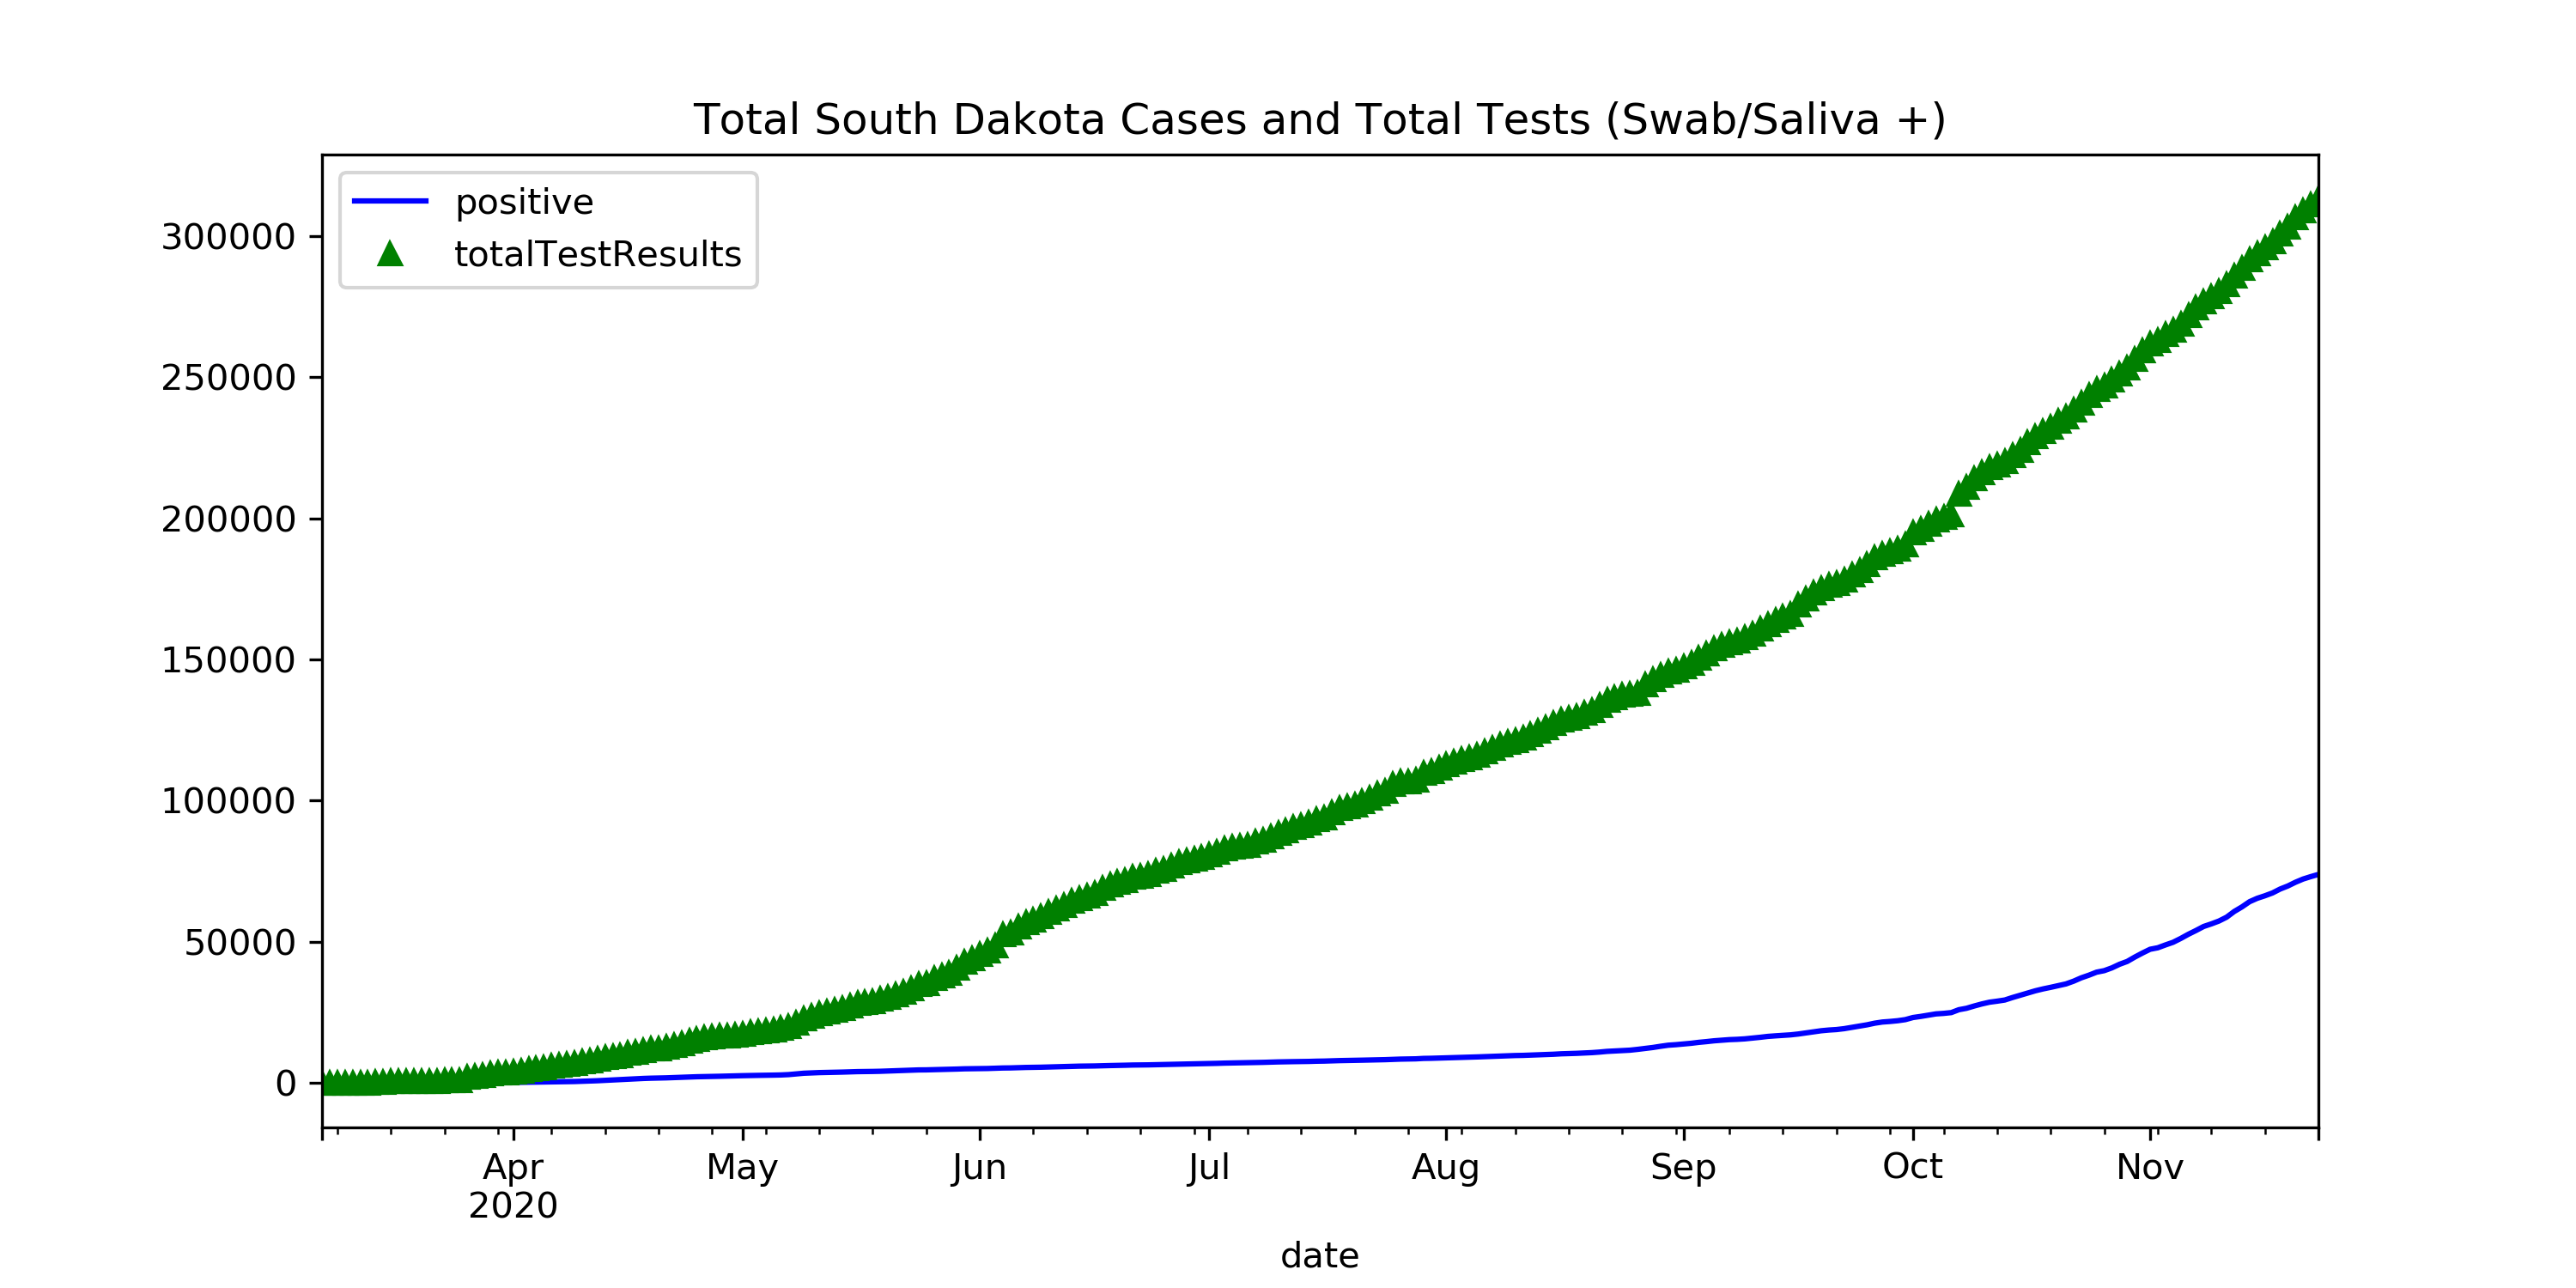 Total South Dakota Cases and Total Tests (Swab/Saliva +)
positive
totalTestResults
300000
250000
200000
150000
100000
50000
0
Apr May Jun Jul Aug Sep Oct Nov
2020
date